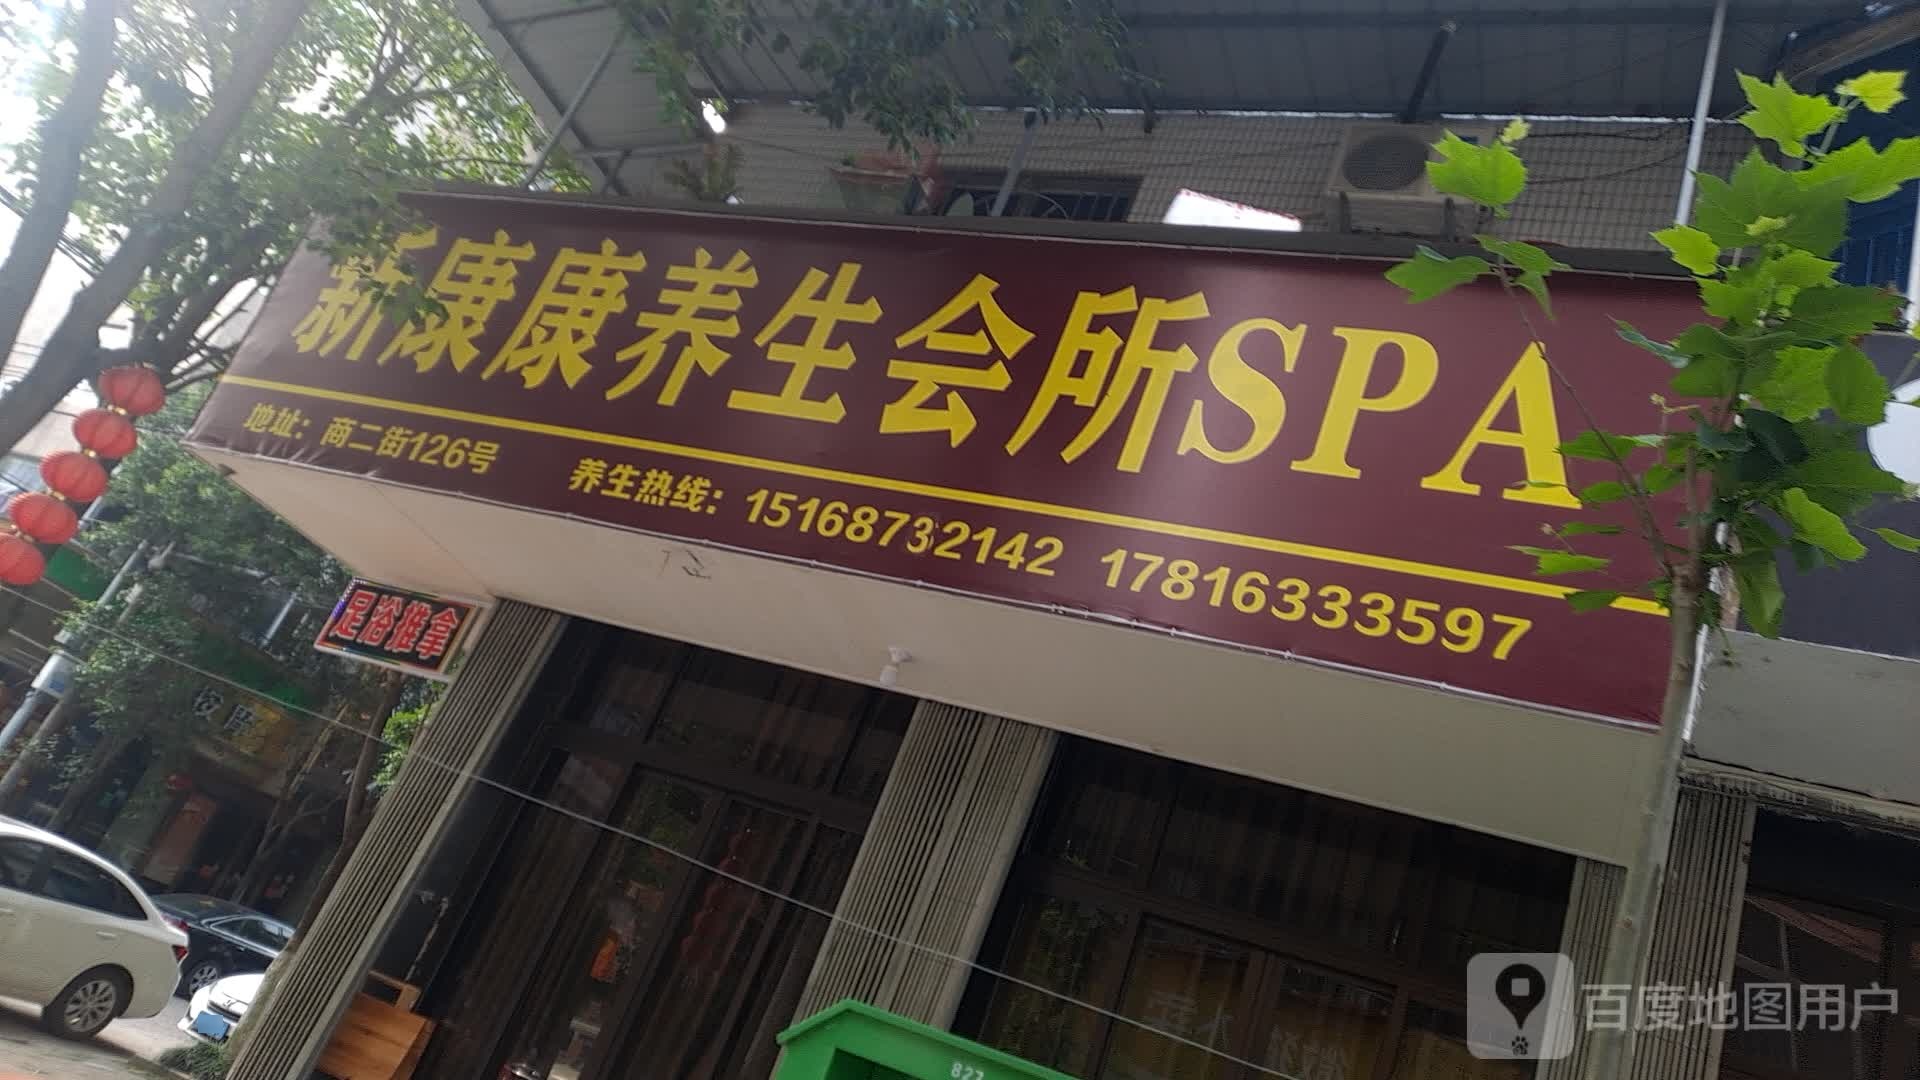 新康康养生会所SPA
地址：商二街126号 养生热线：15168732142 17816333597
足浴推拿
827
百度地图用户